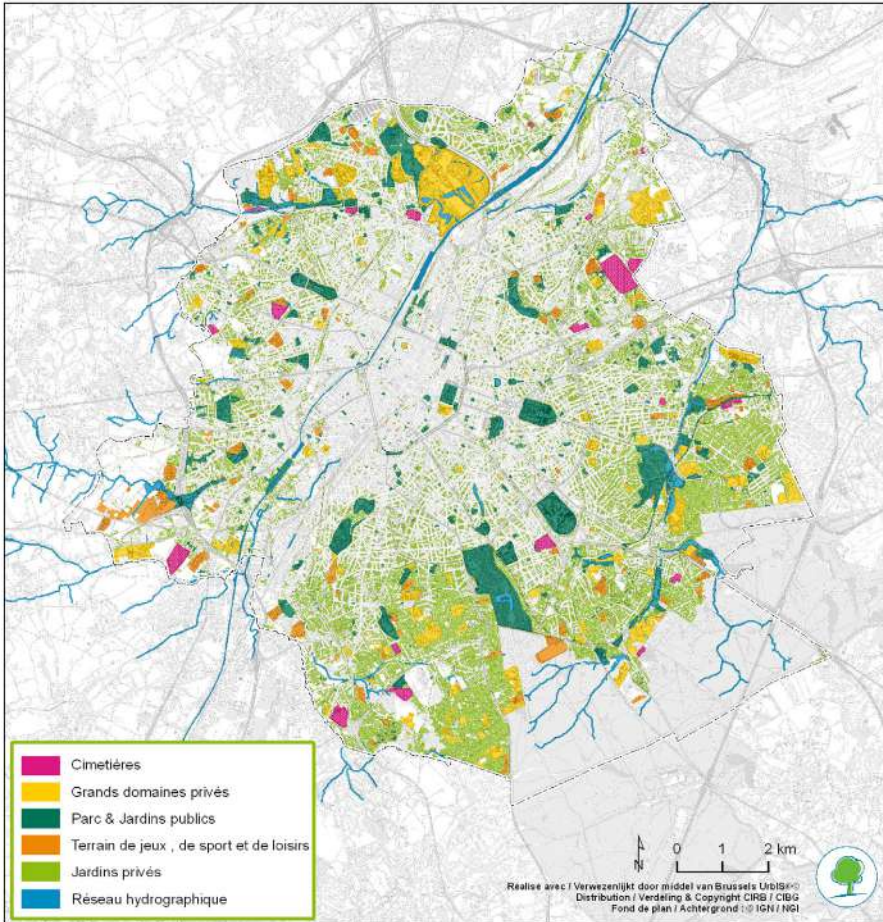 Cimetières
Grands domaines privés
Parc & Jardins publics
Terrain de jeux , de sport et de loisirs
Jardins privés
Réseau hydrographique
N
0 1 2 km
Réalisé avec / Verwezenlijkt door middel van Brussels UrbIS®©
Distribution / Verdeling & Copyright CIRB / CIBG
Fond de plan / Achtergrond : © IGN / NGI